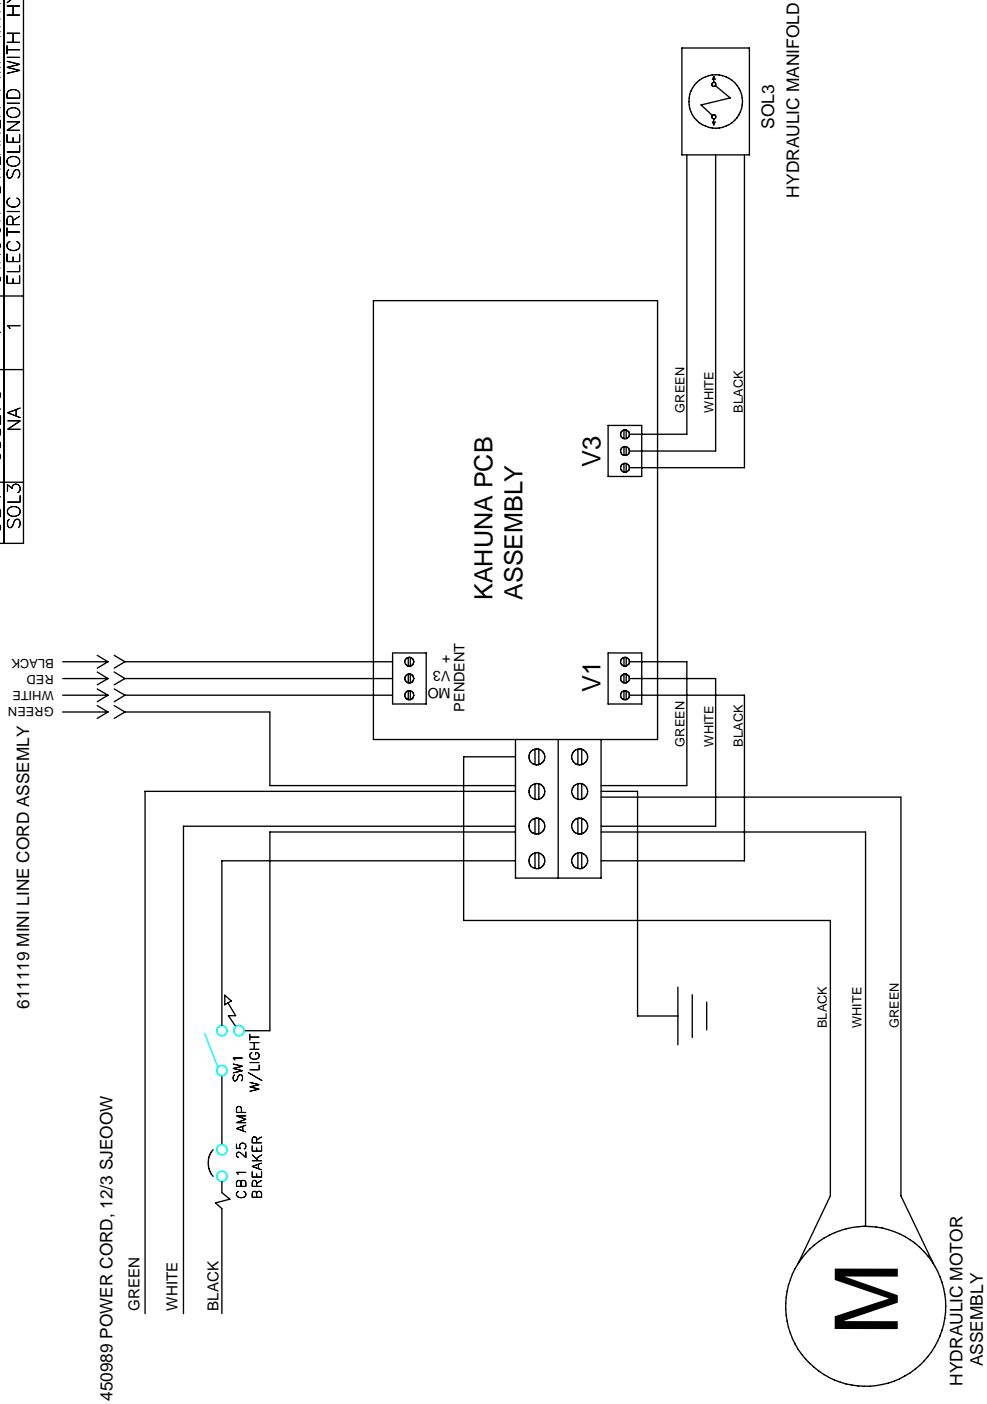 SOL3 NA 1 ELECTRIC SOLENOID WITH
611119 MINI LINE CORD ASSEMLY
GREEN
WHITE
RED
BLACK
450989 POWER CORD, 12/3 SJEOOW
GREEN
WHITE
BLACK
CB1 25 AMP
BREAKER
SW1
W/LIGHT
MO V3 +
PENDENT
KAHUNA PCB
ASSEMBLY
V1
V3
GREEN
WHITE
BLACK
GREEN
WHITE
BLACK
SOL3
HYDRAULIC MANIFOLD
BLACK
WHITE
GREEN
M
HYDRAULIC MOTOR
ASSEMBLY